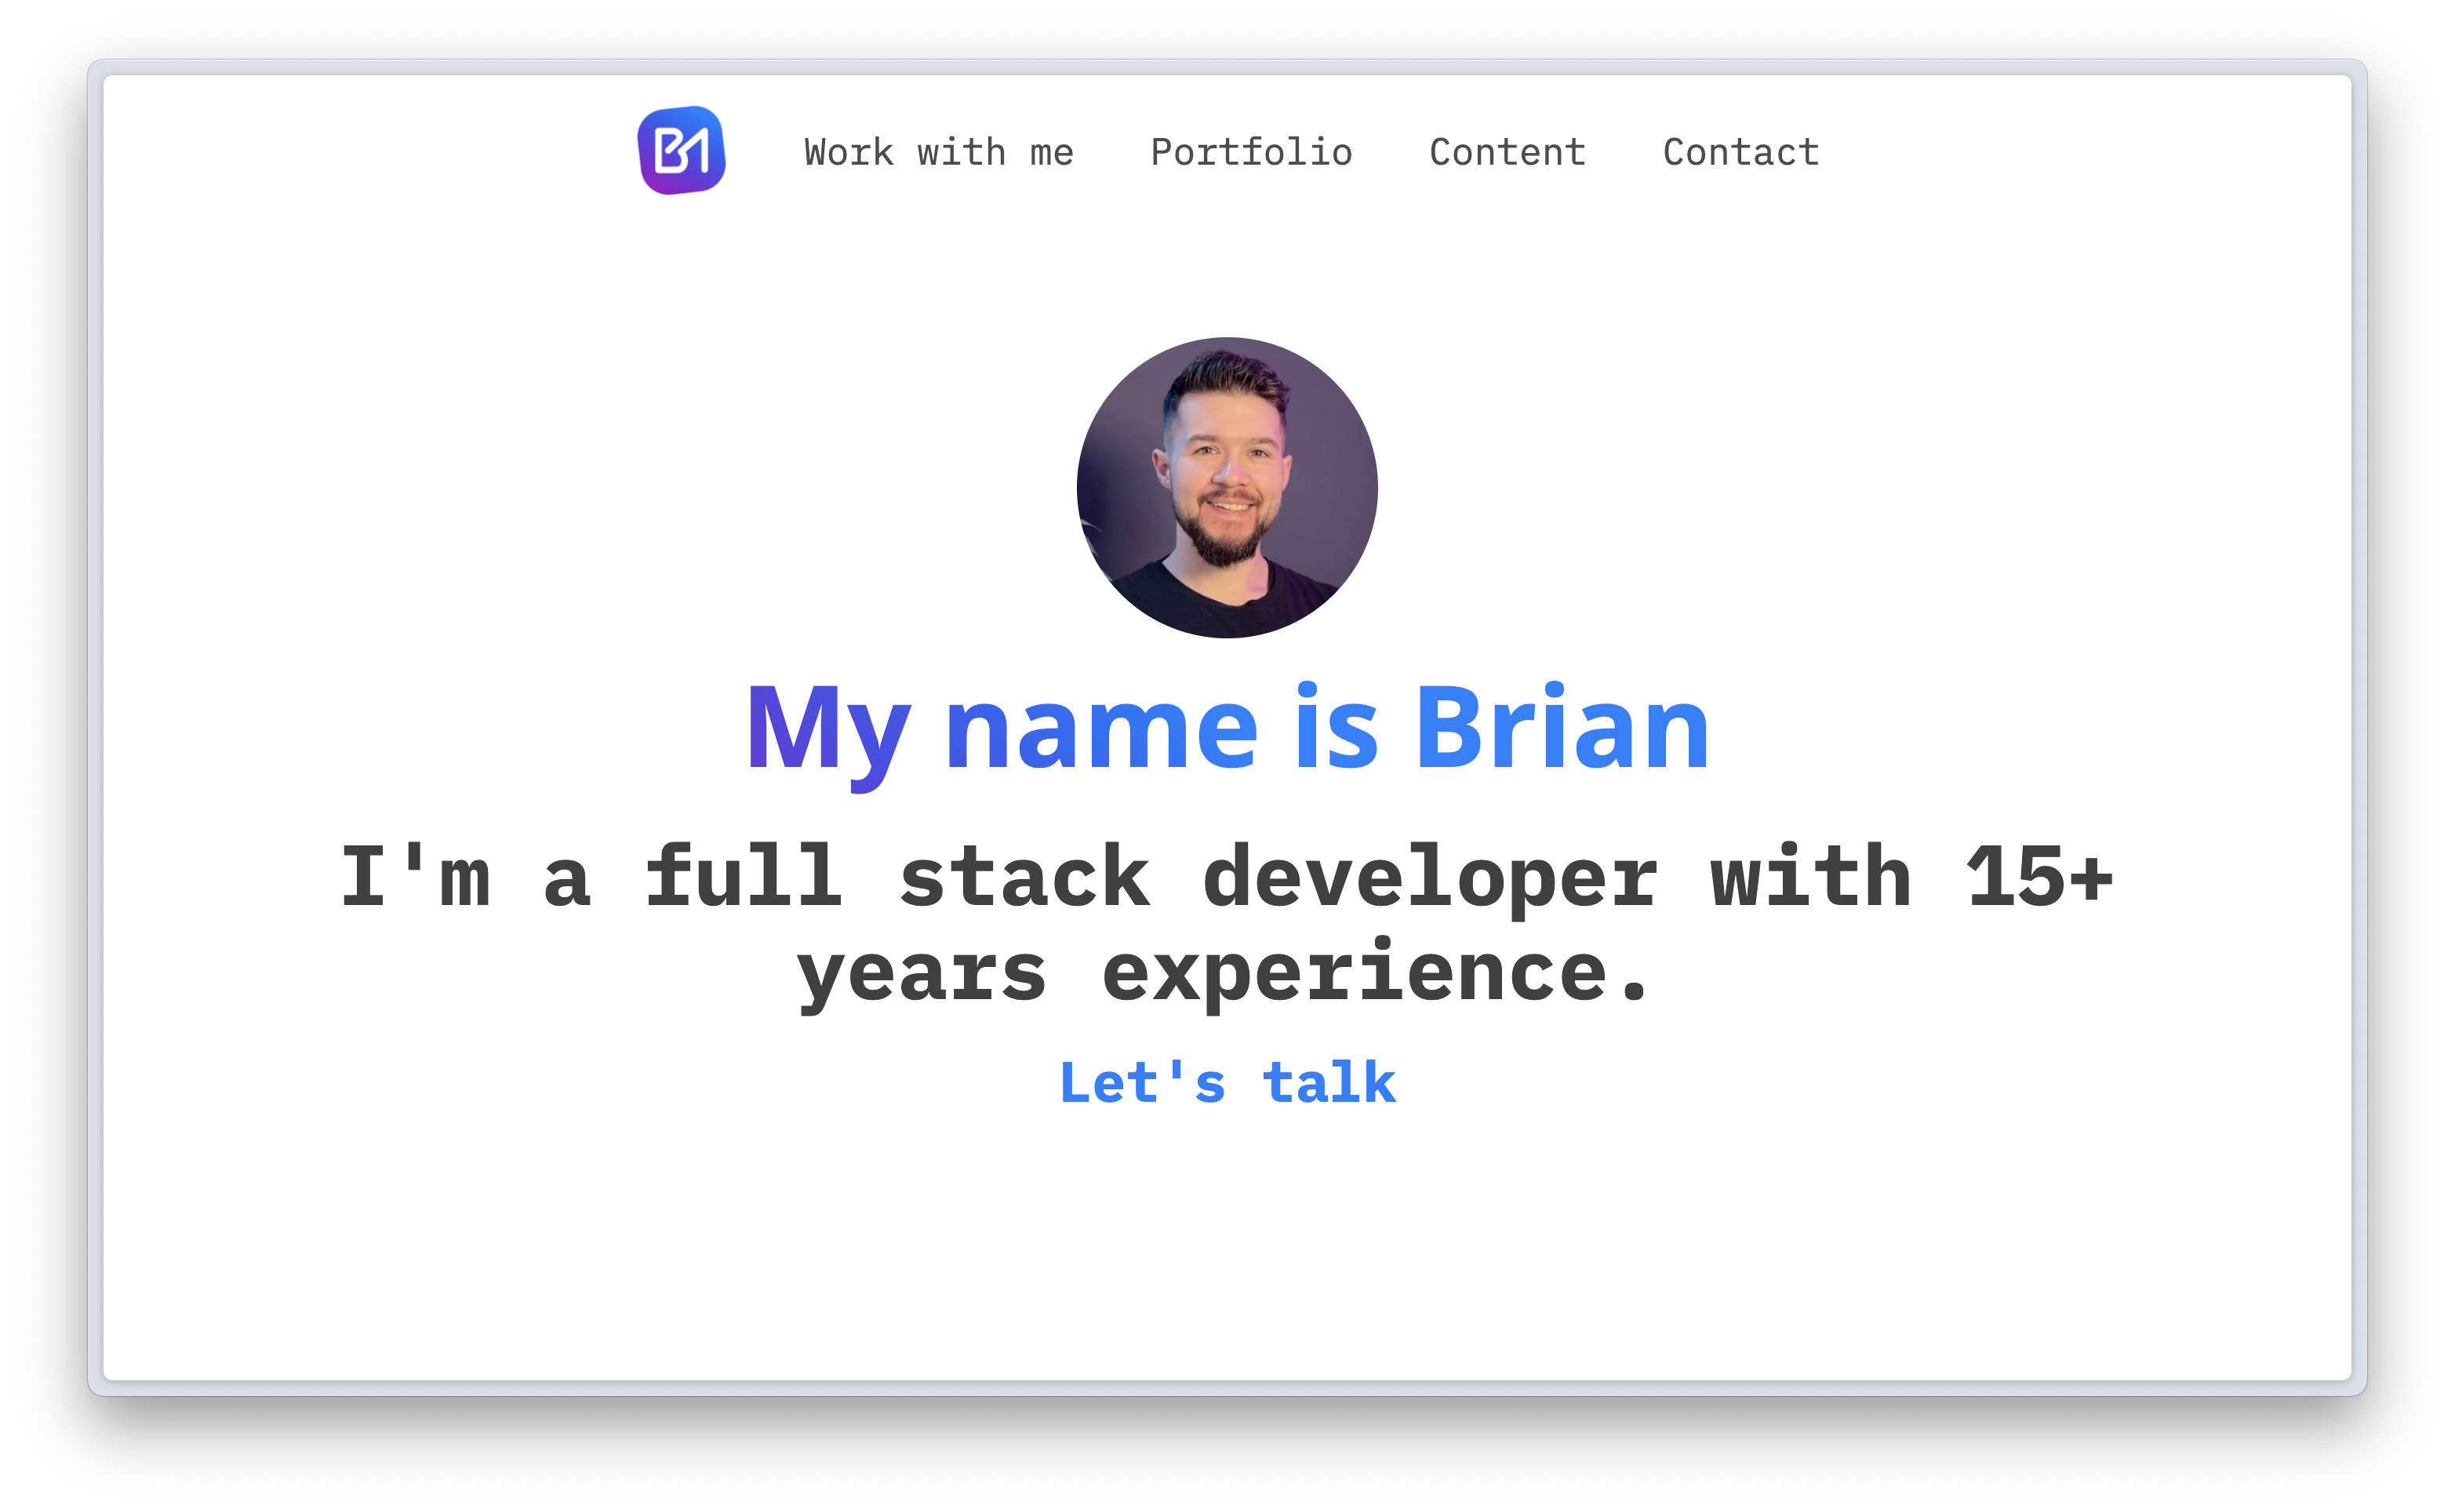 B1
Work with me
Portfolio
Content
Contact
My name is Brian
I'm a full stack developer with 15+
years experience.
Let's talk